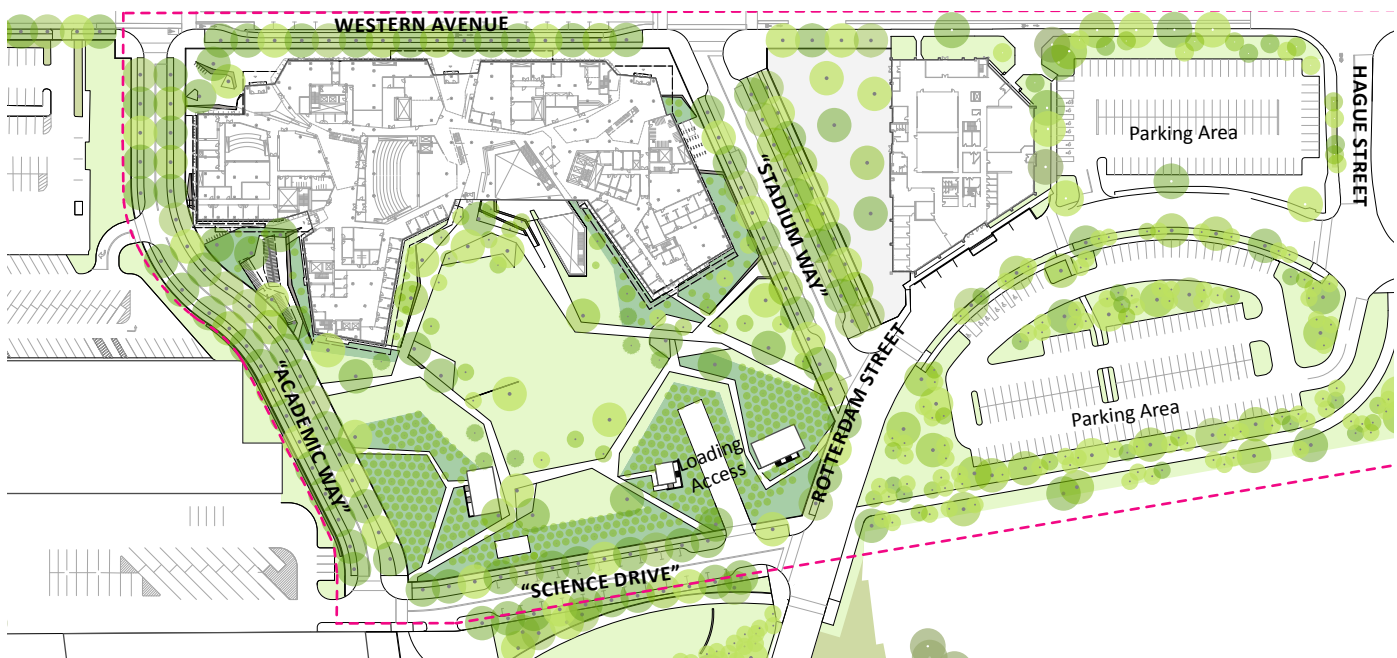 WESTERN AVENUE
HAGUE STREET
Parking Area
"STADIUM WAY"
ROTTERDAM STREET
Parking Area
"ACADEMIC WAY"
Loading
Access
"SCIENCE DRIVE"